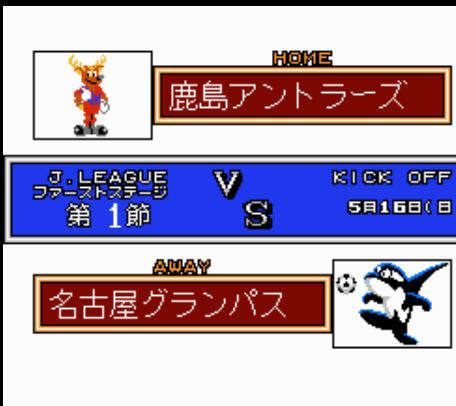 HOME
鹿島アントラーズ
J.LEAGUE
ファーストステージ
第1節
VS
KICK OFF
5月16日(日
AWAY
名古屋グランパス